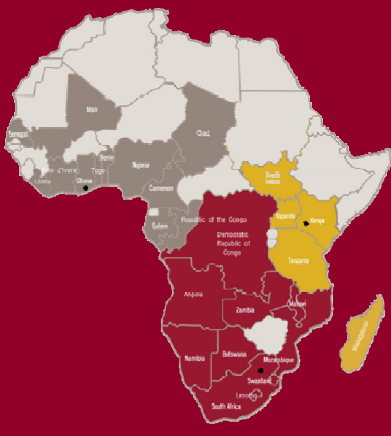 Mali
Chad
Senegal
Benin
Nigeria
South
Sudan
Togo
Liberia
Ghana
Cameroon
Uganda
Kenya
Gabon
Republic of the Congo
Democratic
Republic of
Congo
Tanzania
Angola
Malawi
Zambia
Madagascar
Namibia
Botswana
Mozambique
Swaziland
Lesotho
South Africa